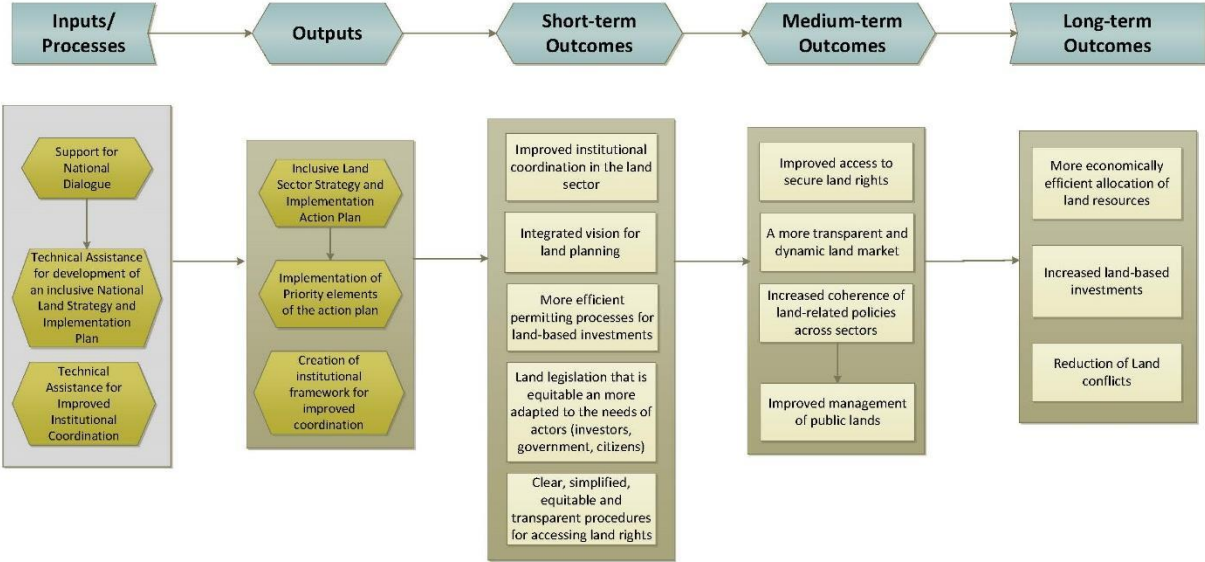 Inputs/
Processes
Outputs
Short-term
Outcomes
Medium-term
Outcomes
Long-term
Outcomes
Support for
National
Dialogue
Technical Assistance
for development of
an inclusive National
Land Strategy and
Implementation
Plan
Technical
Assistance for
Improved
Institutional
Coordination
Inclusive Land
Sector Strategy and
Implementation
Action Plan
Implementation of
Priority elements
of the action plan
Creation of
institutional
framework for
improved
coordination
Improved institutional
coordination in the land
sector
Integrated vision for
land planning
More efficient
permitting processes for
land-based investments
Land legislation that is
equitable an more
adapted to the needs of
actors (investors,
government, citizens)
Clear, simplified,
equitable and
transparent procedures
for accessing land rights
Improved access to
secure land rights
A more transparent and
dynamic land market
Increased coherence of
land-related policies
across sectors
Improved management
of public lands
More economically
efficient allocation of
land resources
Increased land-based
investments
Reduction of Land
conflicts